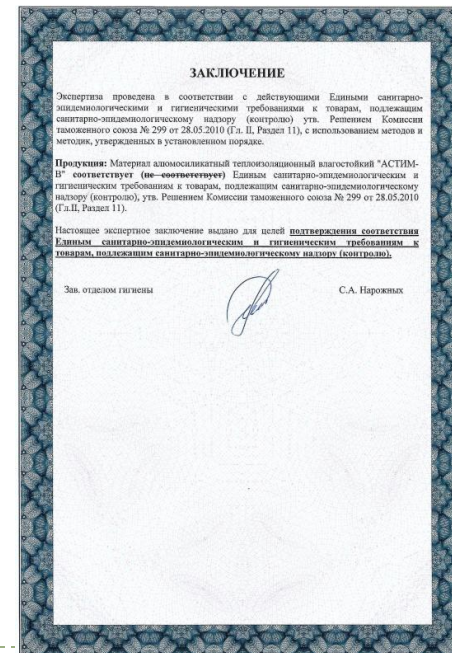 ЗАКЛЮЧЕНИЕ
Экспертиза проведена в соответствии с действующими Едиными санитарно-
эпидемиологическими и гигиеническими требованиями к товарам, подлежащим
санитарно-эпидемиологическому надзору (контролю) утв. Решением Комиссии
таможенного союза № 299 от 28.05.2010 (Гл. II, Раздел 11), с использованием методов и
методик, утвержденных в установленном порядке.
Продукция: Материал алюмосиликатный теплоизоляционный влагостойкий "АСТИМ-
В" соответствует (не соответствует) Единым санитарно-эпидемиологическим и
гигиеническим требованиям к товарам, подлежащим санитарно-эпидемиологическому
надзору (контролю), утв. Решением Комиссии таможенного союза № 299 от 28.05.2010
(Гл.II, Раздел 11).
Настоящее экспертное заключение выдано для целей подтверждения соответствия
Единым санитарно-эпидемиологическим и гигиеническим требованиям к
товарам, подлежащим санитарно-эпидемиологическому надзору (контролю).
Зав. отделом гигиены С.А. Нарожных